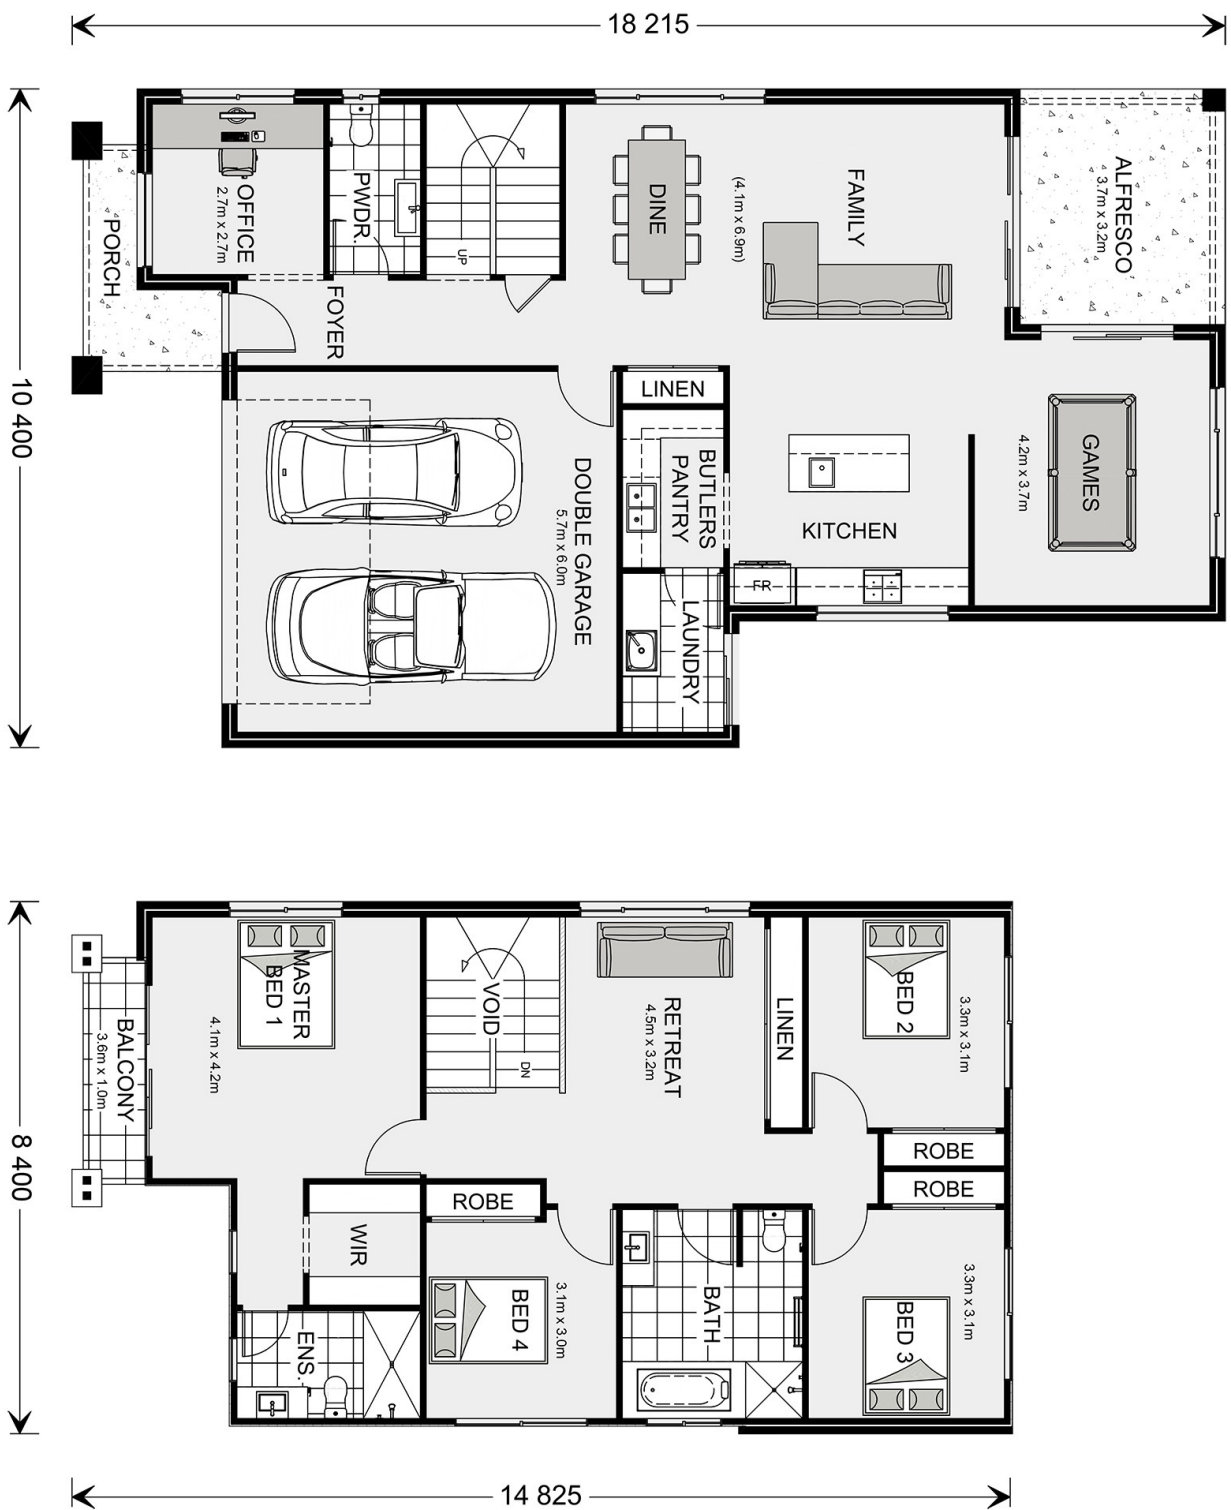 18 215
10 400
OFFICE
2.7m x 2.7m
PWDR.
UP
DINE
(4.1m x 6.9m)
FAMILY
ALFRESCO
3.7m x 3.2m
PORCH
FOYER
LINEN
DOUBLE GARAGE
5.7m x 6.0m
BUTLERS
PANTRY
KITCHEN
GAMES
4.2m x 3.7m
FR
LAUNDRY
8 400
MASTER
BED 1
4.1m x 4.2m
BALCONY
3.6m x 1.0m
VOID
DN
RETREAT
4.5m x 3.2m
LINEN
BED 2
3.3m x 3.1m
ROBE
ROBE
ROBE
WIR
ENS.
BED 4
3.1m x 3.0m
BATH
BED 3
3.3m x 3.1m
14 825